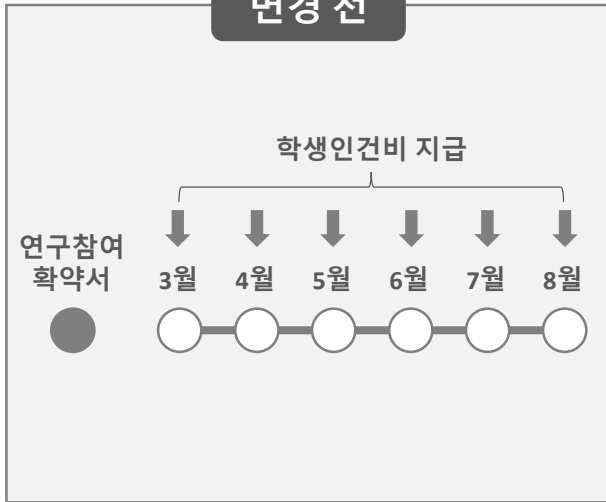 변경 전
학생인건비 지급
연구참여
확약서
3월 4월 5월 6월 7월 8월